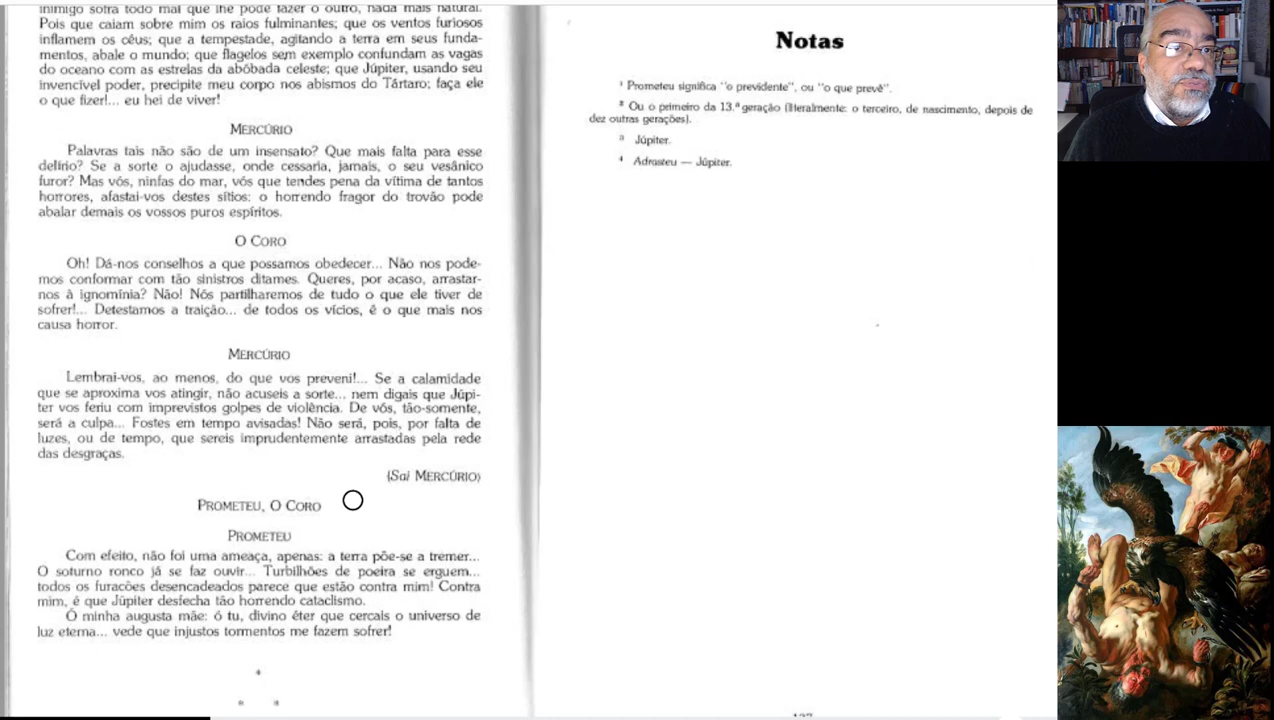 inimigo sofra todo mal que lhe pode fazer o outro, nada mais natural.
Pois que caiam sobre mim os raios fulminantes; que os ventos furiosos
inflamem os céus; que a tempestade, agitando a terra em seus funda-
mentos, abale o mundo; que flagelos sem exemplo confundam as vagas
do oceano com as estrelas da abóbada celeste; que Júpiter, usando seu
invencível poder, precipite meu corpo nos abismos do Tártaro; faça ele
o que fizer!... eu hei de viver!
MERCÚRIO
Palavras tais não são de um insensato? Que mais falta para esse
delírio? Se a sorte o ajudasse, onde cessaria, jamais, o seu vesânico
furor? Mas vós, ninfas do mar, vós que tendes pena da vítima de tantos
horrores, afastai-vos destes sítios: o horrendo fragor do trovão pode
abalar demais os vossos puros espíritos.
O CORO
Oh! Dá-nos conselhos a que possamos obedecer... Não nos pode-
mos conformar com tão sinistros ditames. Queres, por acaso, arrastar-
nos à ignomínia? Não! Nós partilharemos de tudo o que ele tiver de
sofrer!... Detestamos a traição... de todos os vícios, é o que mais nos
causa horror.
MERCÚRIO
Lembrai-vos, ao menos, do que vos preveni!... Se a calamidade
que se aproxima vos atingir, não acuseis a sorte... nem digais que Júpi-
ter vos feriu com imprevistos golpes de violência. De vós, tão-somente,
será a culpa... Fostes em tempo avisadas! Não será, pois, por falta de
luzes, ou de tempo, que sereis imprudentemente arrastadas pela rede
das desgraças.
(Sai MERCÚRIO)
PROMETEU, O CORO
PROMETEU
Com efeito, não foi uma ameaça, apenas: a terra põe-se a tremer...
O soturno ronco já se faz ouvir... Turbilhões de poeira se erguem...
todos os furacões desencadeados parece que estão contra mim! Contra
mim, é que Júpiter desfecha tão horrendo cataclismo.
Ó minha augusta mãe: ó tu, divino éter que cercais o universo de
luz eterna... vede que injustos tormentos me fazem sofrer!
*
* *
Notas
¹ Prometeu significa "o previdente", ou "o que prevê".
² Ou o primeiro da 13.ª geração (literalmente: o terceiro, de nascimento, depois de
dez outras gerações).
³ Júpiter.
⁴ Adrasteu — Júpiter.